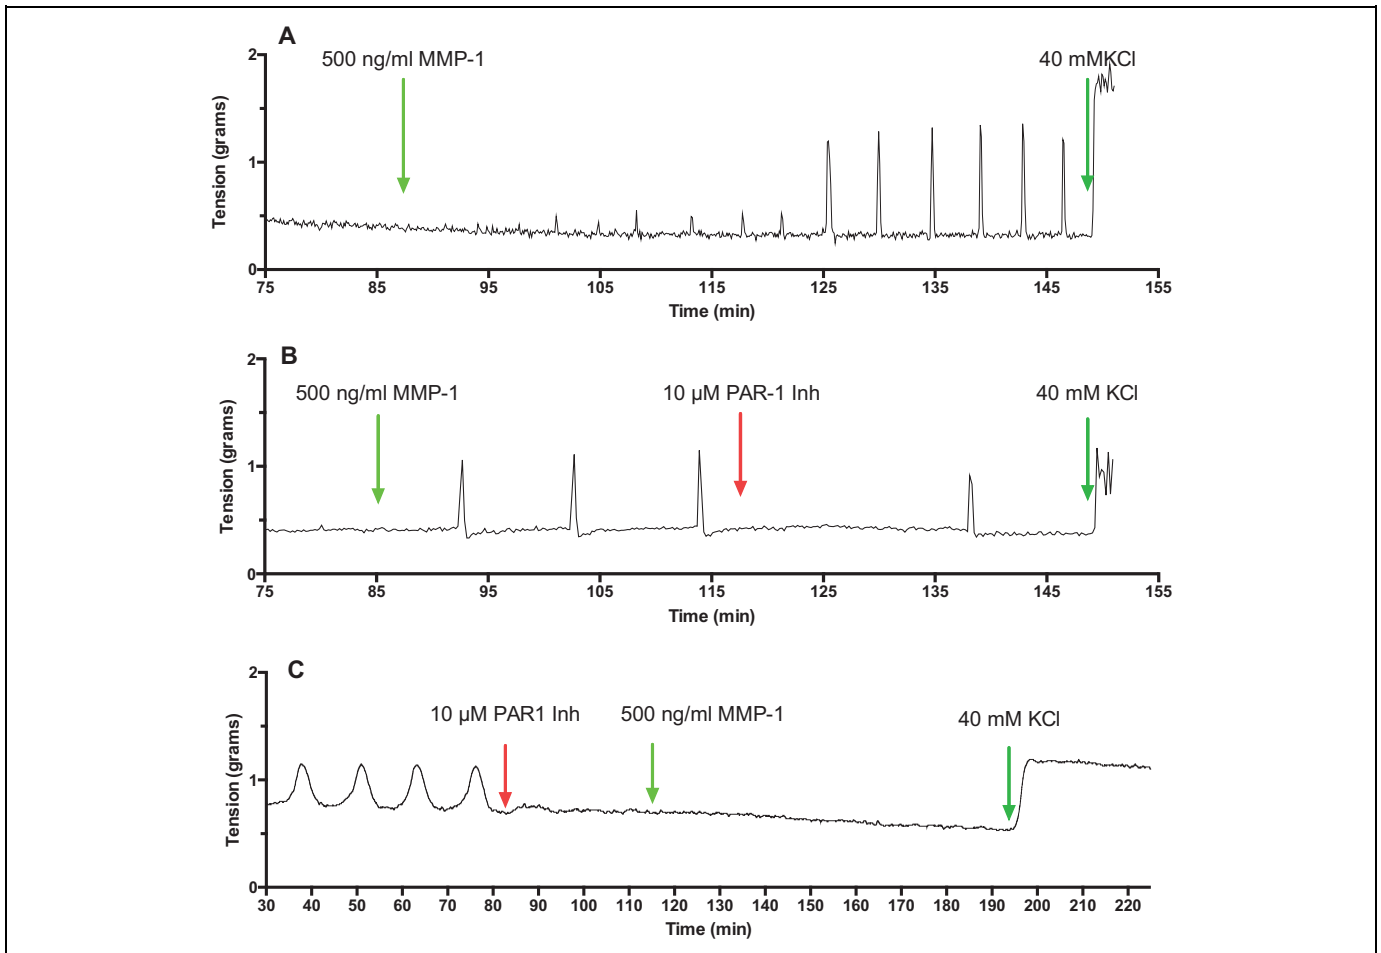 A
500 ng/ml MMP-1
40 mMKCl
2
1
0
Tension (grams)
75 85 95 105 115 125 135 145 155
Time (min)
B
500 ng/ml MMP-1
10 µM PAR-1 Inh
40 mM KCl
2
1
0
Tension (grams)
75 85 95 105 115 125 135 145 155
Time (min)
C
10 µM PAR1 Inh
500 ng/ml MMP-1
40 mM KCl
2
1
0
Tension (grams)
30 40 50 60 70 80 90 100 110 120 130 140 150 160 170 180 190 200 210 220
Time (min)